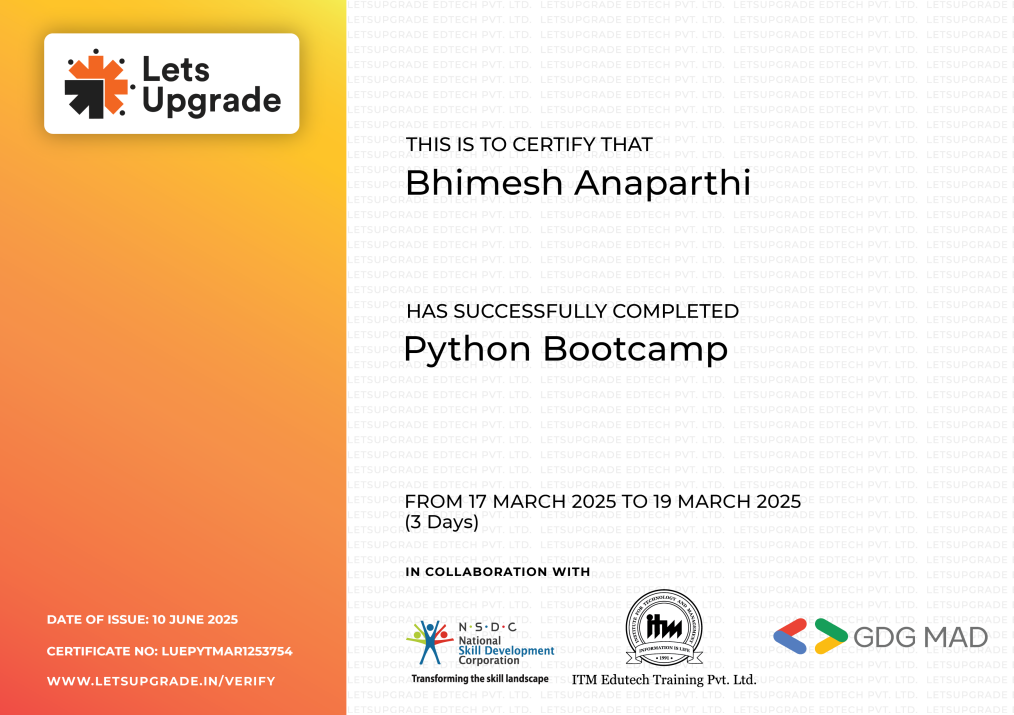 Lets
Upgrade
THIS IS TO CERTIFY THAT
Bhimesh Anaparthi
HAS SUCCESSFULLY COMPLETED
Python Bootcamp
FROM 17 MARCH 2025 TO 19 MARCH 2025
(3 Days)
IN COLLABORATION WITH
N·S·D·C
National
Skill Development
Corporation
Transforming the skill landscape
INSTITUTE FOR TECHNOLOGY AND MANAGEMENT
itm
INFORMATION IS LIFE
• 1991 •
ITM Edutech Training Pvt. Ltd.
GDG MAD
DATE OF ISSUE: 10 JUNE 2025
CERTIFICATE NO: LUEPYTMAR1253754
WWW.LETSUPGRADE.IN/VERIFY
LETSUPGRADE EDTECH PVT. LTD.